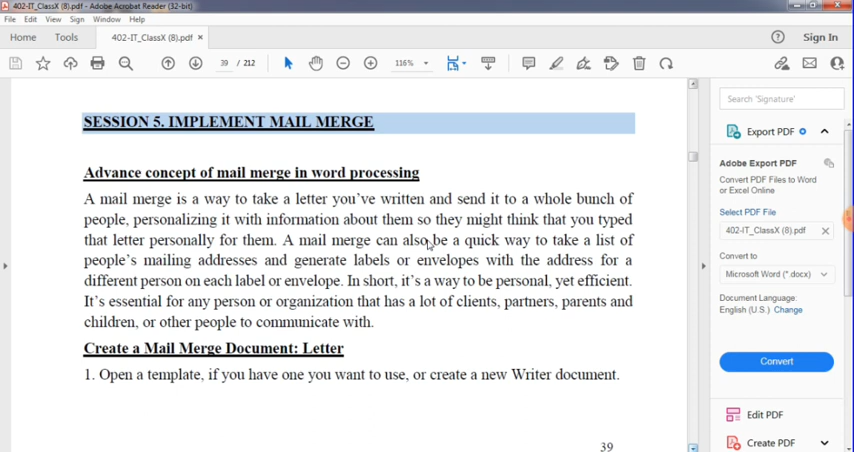 402-IT_ClassX (8).pdf - Adobe Acrobat Reader (32-bit)
File Edit View Sign Window Help
Home Tools 402-IT_ClassX (8).pdf × Sign In
39 / 212 116%
SESSION 5. IMPLEMENT MAIL MERGE
Advance concept of mail merge in word processing
A mail merge is a way to take a letter you've written and send it to a whole bunch of
people, personalizing it with information about them so they might think that you typed
that letter personally for them. A mail merge can also be a quick way to take a list of
people's mailing addresses and generate labels or envelopes with the address for a
different person on each label or envelope. In short, it's a way to be personal, yet efficient.
It's essential for any person or organization that has a lot of clients, partners, parents and
children, or other people to communicate with.
Create a Mail Merge Document: Letter
1. Open a template, if you have one you want to use, or create a new Writer document.
39
Search 'Signature'
Export PDF
Adobe Export PDF
Convert PDF Files to Word
or Excel Online
Select PDF File
402-IT_ClassX (8).pdf
Convert to
Microsoft Word (*.docx)
Document Language:
English (U.S.) Change
Convert
Edit PDF
Create PDF